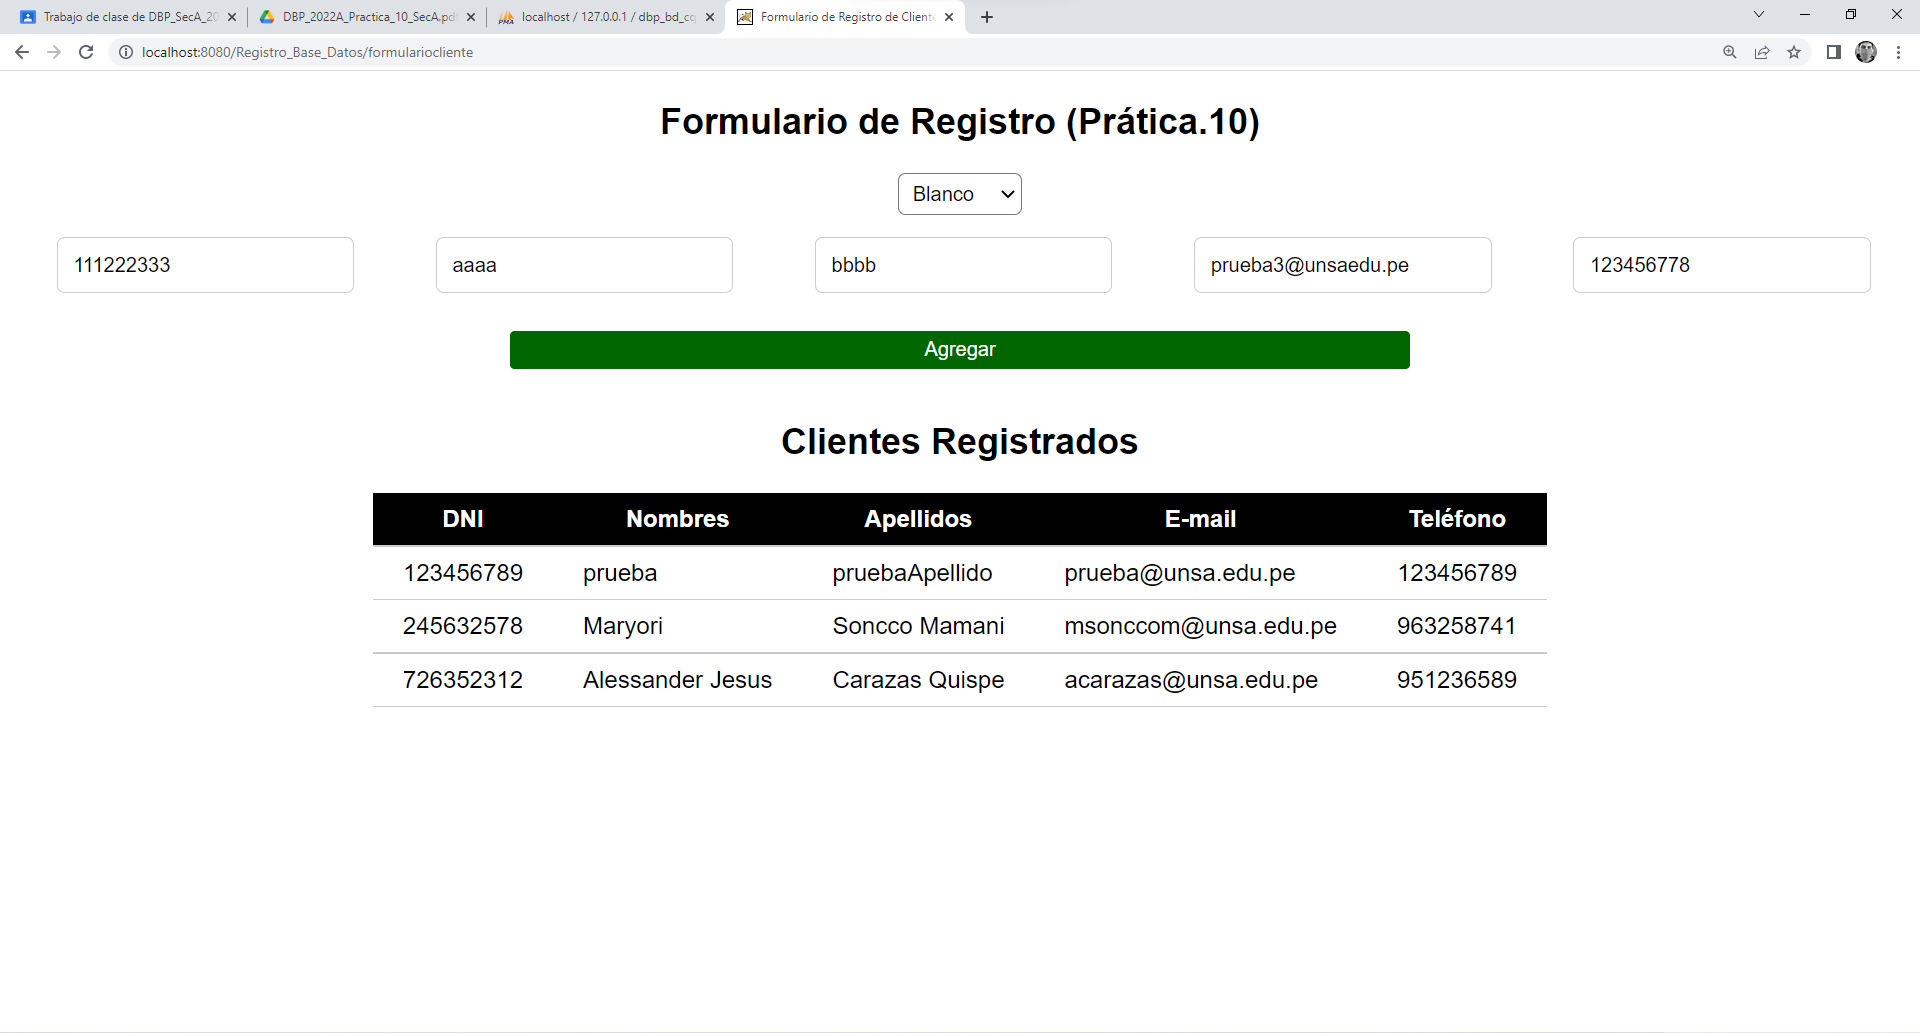 Trabajo de clase de DBP_SecA_20
DBP_2022A_Practica_10_SecA.pdf
localhost / 127.0.0.1 / dbp_bd_cq
Formulario de Registro de Cliente
localhost:8080/Registro_Base_Datos/formulariocliente
Formulario de Registro (Prática.10)
Blanco
111222333 aaaa bbbb prueba3@unsaedu.pe 123456778
Agregar
Clientes Registrados
DNI Nombres Apellidos E-mail Teléfono
123456789 prueba pruebaApellido prueba@unsa.edu.pe 123456789
245632578 Maryori Soncco Mamani msonccom@unsa.edu.pe 963258741
726352312 Alessander Jesus Carazas Quispe acarazas@unsa.edu.pe 951236589